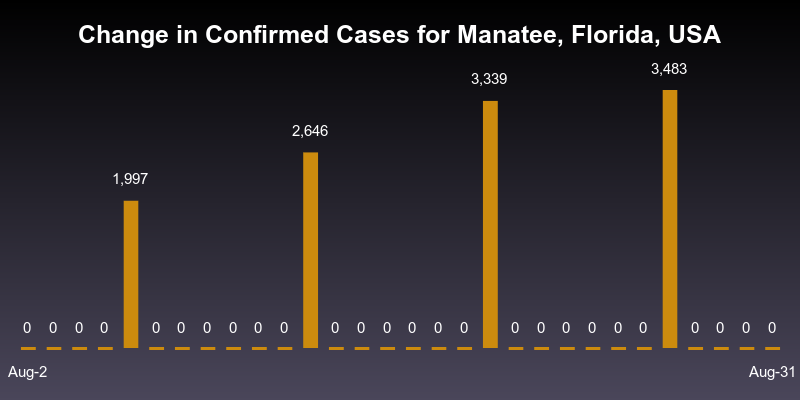 Change in Confirmed Cases for Manatee, Florida, USA
3,483
3,339
2,646
1,997
0 0 0 0 0 0 0 0 0 0 0 0 0 0 0 0 0 0 0 0 0 0 0 0 0 0
Aug-2 Aug-31